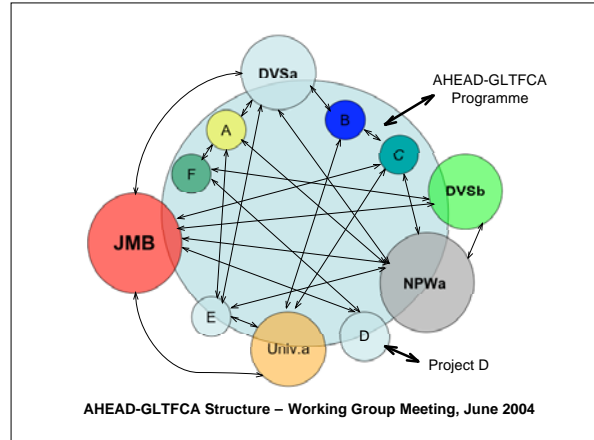 DVSa
AHEAD-GLTFCA
Programme
B
A
C
F
DVSb
JMB
NPWa
E
Univ.a
D
Project D
AHEAD-GLTFCA Structure – Working Group Meeting, June 2004